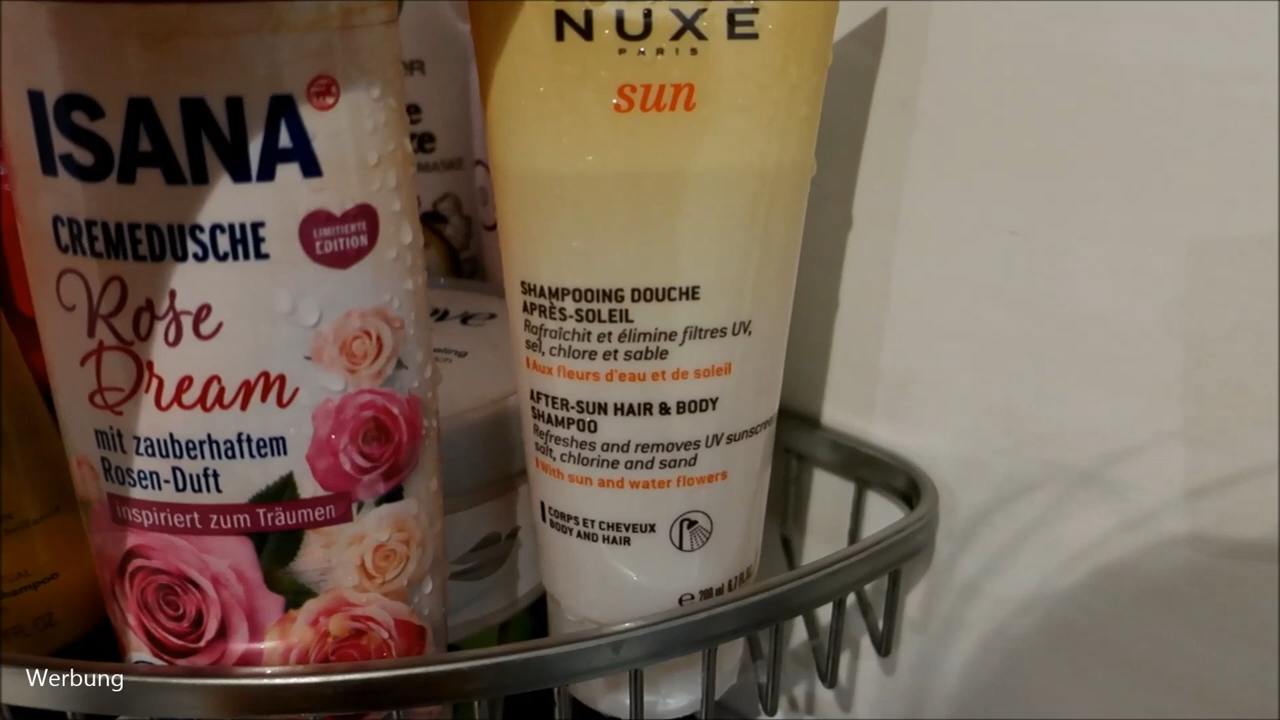 ISANA
CREMEDUSCHE
LIMITIERTE
EDITION
Rose
Dream
mit zauberhaftem
Rosen-Duft
inspiriert zum Träumen
NUXE
PARIS
sun
SHAMPOOING DOUCHE
APRÈS-SOLEIL
Rafraîchit et élimine filtres UV,
sel, chlore et sable
Aux fleurs d'eau et de soleil
AFTER-SUN HAIR & BODY
SHAMPOO
Refreshes and removes UV
salt, chlorine and sand
With sun and water flowers
CORPS ET CHEVEUX
BODY AND HAIR
200 ml
Werbung